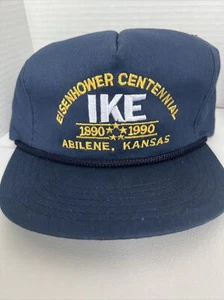 EISENHOWER CENTENNIAL
IKE
1890 1990
ABILENE, KANSAS